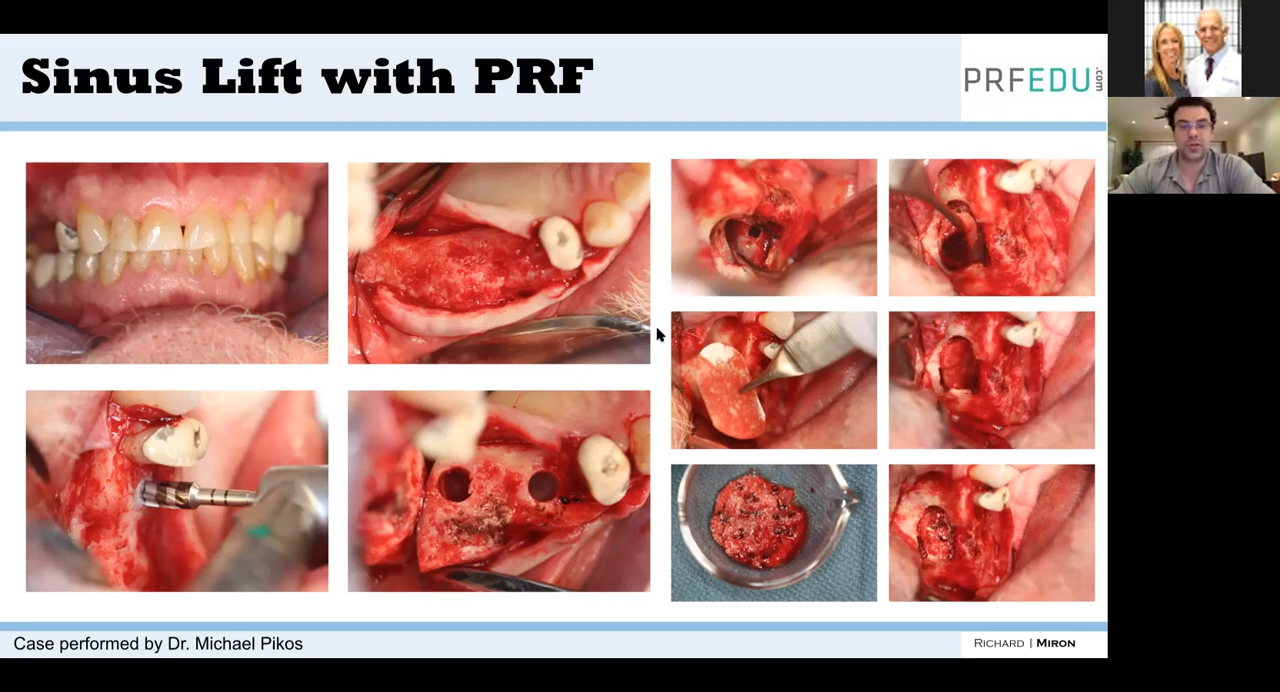 Sinus Lift with PRF
PRFEDU.com
Case performed by Dr. Michael Pikos
RICHARD | MIRON